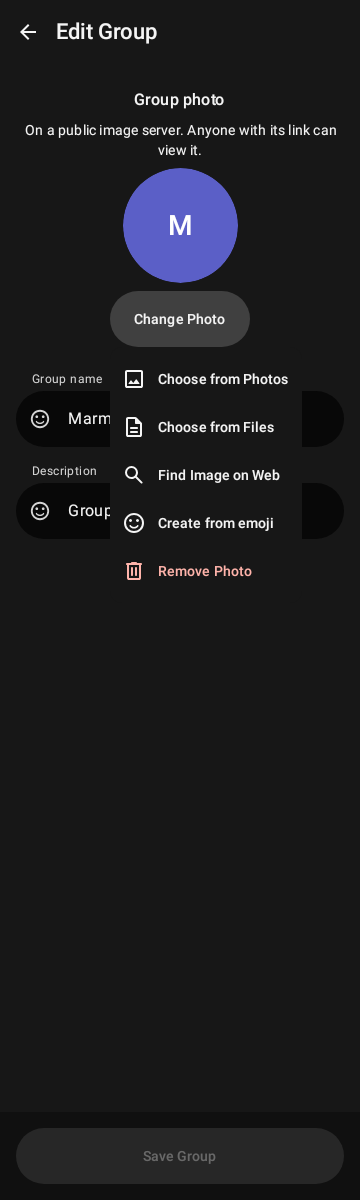 Edit Group
Group photo
On a public image server. Anyone with its link can
view it.
M
Change Photo
Group name
Choose from Photos
Choose from Files
Description
Find Image on Web
Group
Create from emoji
Remove Photo
Save Group